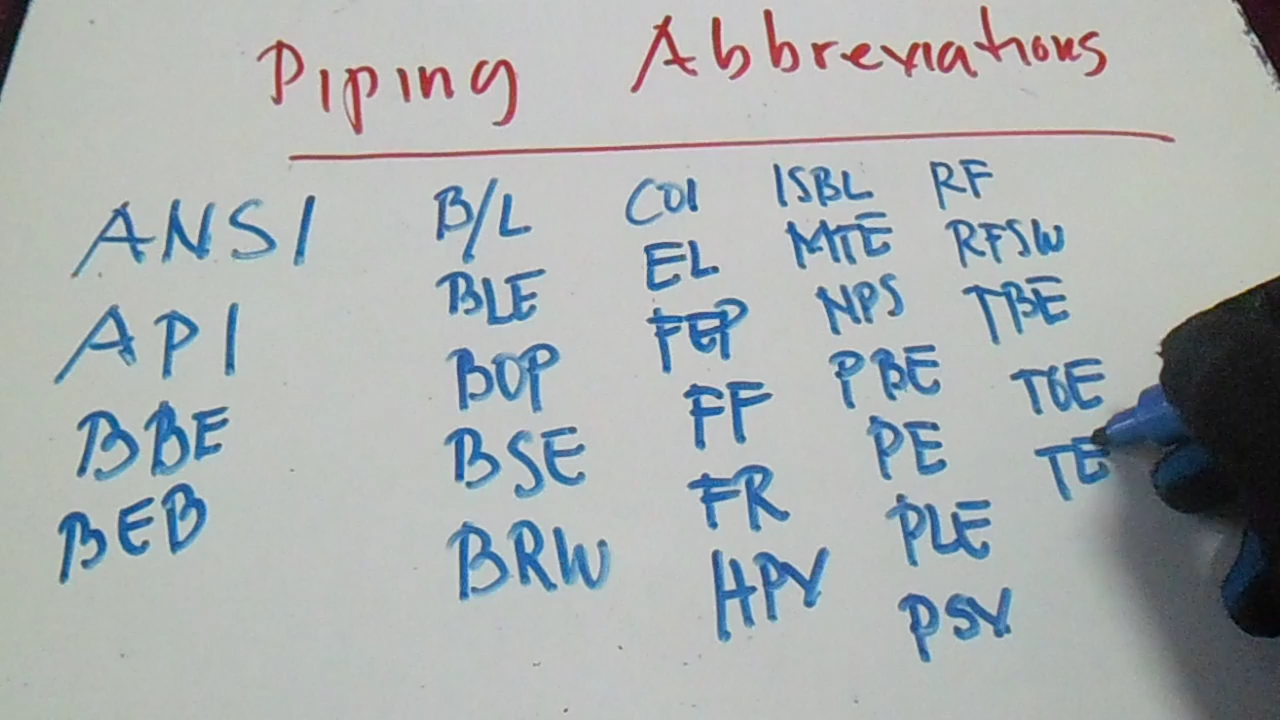 Piping Abbreviations
ANSI
API
BBE
BEB
B/L
BLE
BOP
BSE
BRW
COI
EL
FEP
FF
FR
HPV
ISBL
MTE
NPS
PBE
PE
PLE
PSV
RF
RFSW
TBE
TOE
TE